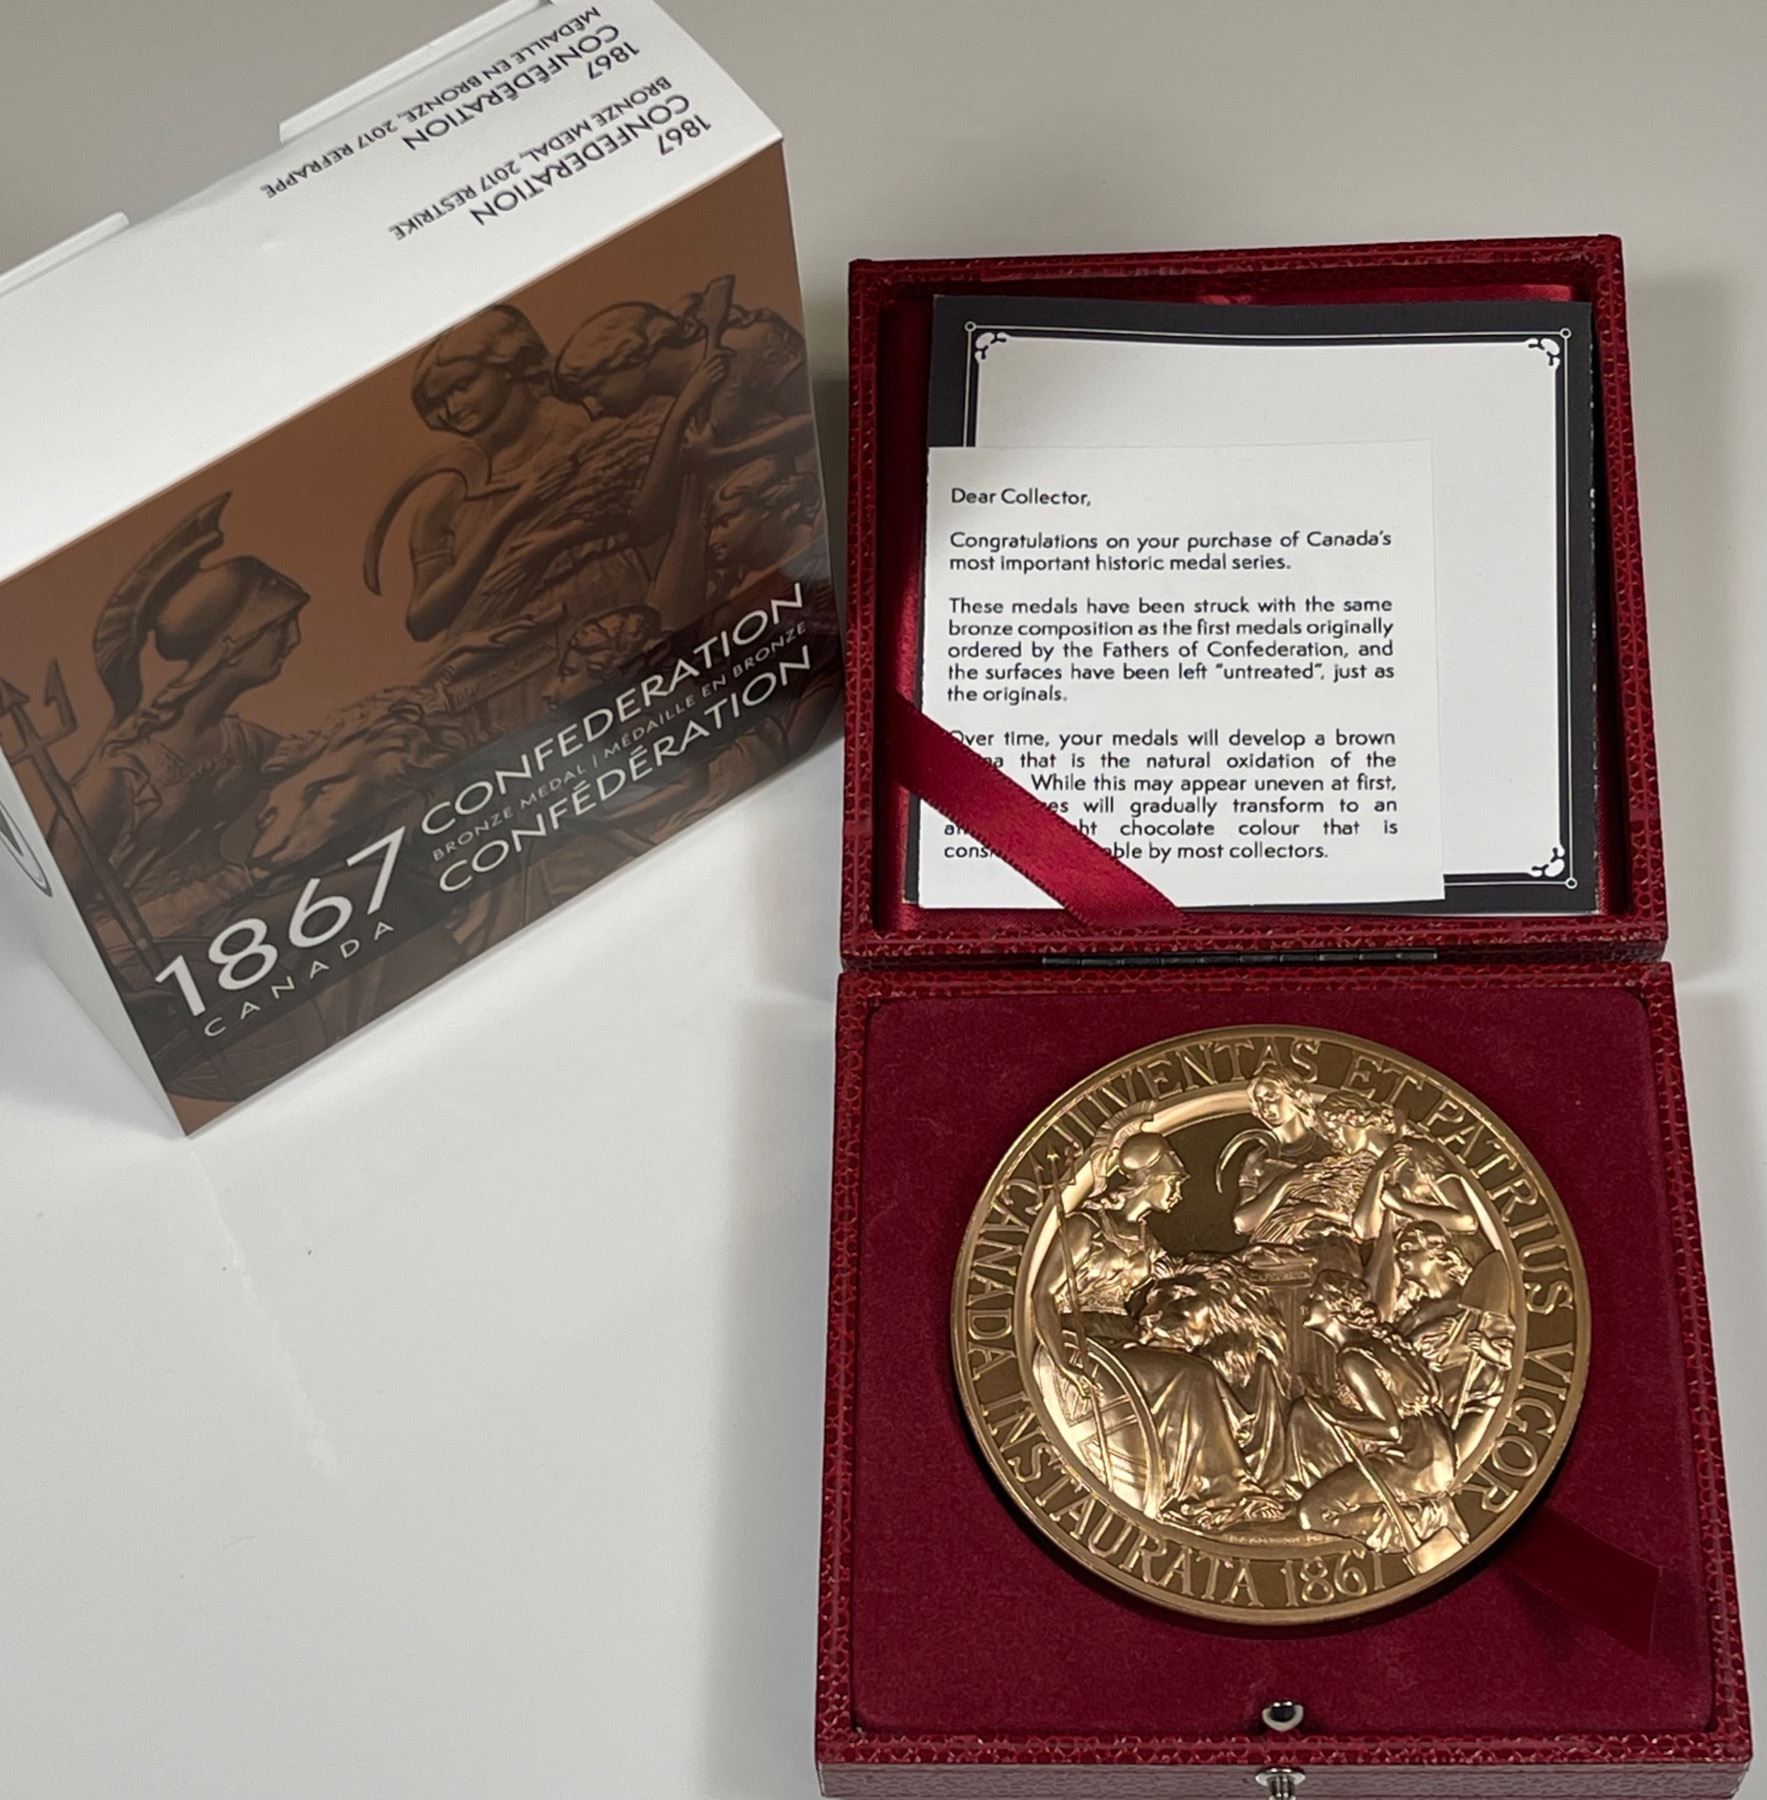 1867
CONFÉDÉRATION
MÉDAILLE EN BRONZE, 2017 REFRAPPE
1867
CONFEDERATION
BRONZE MEDAL, 2017 RESTRIKE
1867
CANADA
CONFEDERATION
BRONZE MEDAL | MÉDAILLE EN BRONZE
CONFÉDÉRATION
Dear Collector,
Congratulations on your purchase of Canada's
most important historic medal series.
These medals have been struck with the same
bronze composition as the first medals originally
ordered by the Fathers of Confederation, and
the surfaces have been left "untreated", just as
the originals.
Over time, your medals will develop a brown
that is the natural oxidation of the
While this may appear uneven at first,
will gradually transform to an
chocolate colour that is
by most collectors.
JUVENTAS ET PATRIUS VIGOR
CANADA INSTAURATA 1867